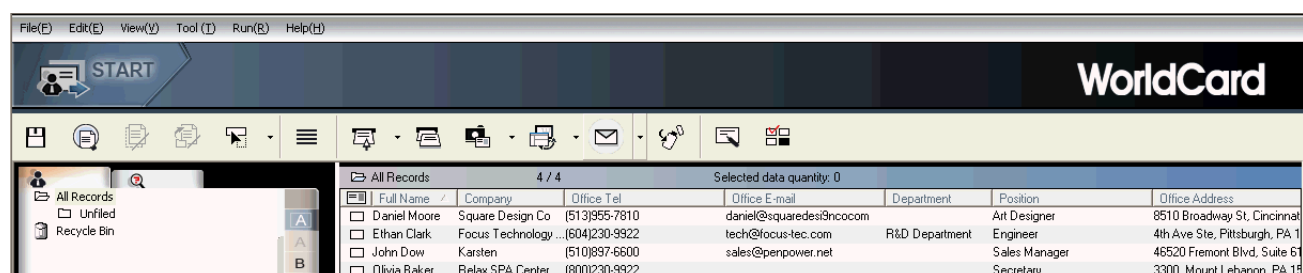 File(F) Edit(E) View(V) Tool (T) Run(R) Help(H)
START
WorldCard
All Records 4 / 4 Selected data quantity: 0
Full Name Company Office Tel Office E-mail Department Position Office Address
All Records
Unfiled
Recycle Bin
A
A
B
Daniel Moore Square Design Co (513)955-7810 daniel@squaredesi9ncocom Art Designer 8510 Broadway St, Cincinnat
Ethan Clark Focus Technology ... (604)230-9922 tech@focus-tec.com R&D Department Engineer 4th Ave Ste, Pittsburgh, PA 1
John Dow Karsten (510)897-6600 sales@penpower.net Sales Manager 46520 Fremont Blvd, Suite 61
Olivia Baker Relax SPA Center (800)230-9922 Secretary 3300, Mount Lebanon, PA 15